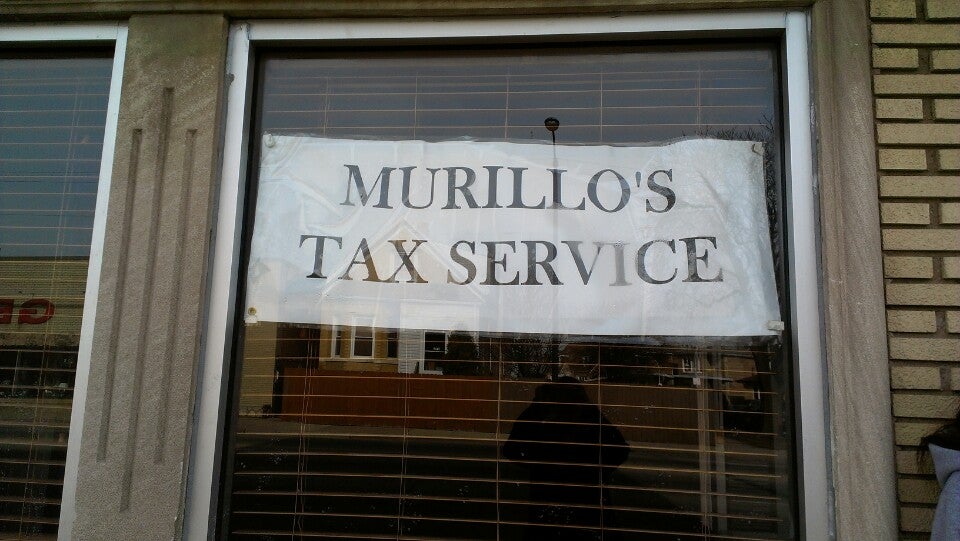 MURILLO'S
TAX SERVICE